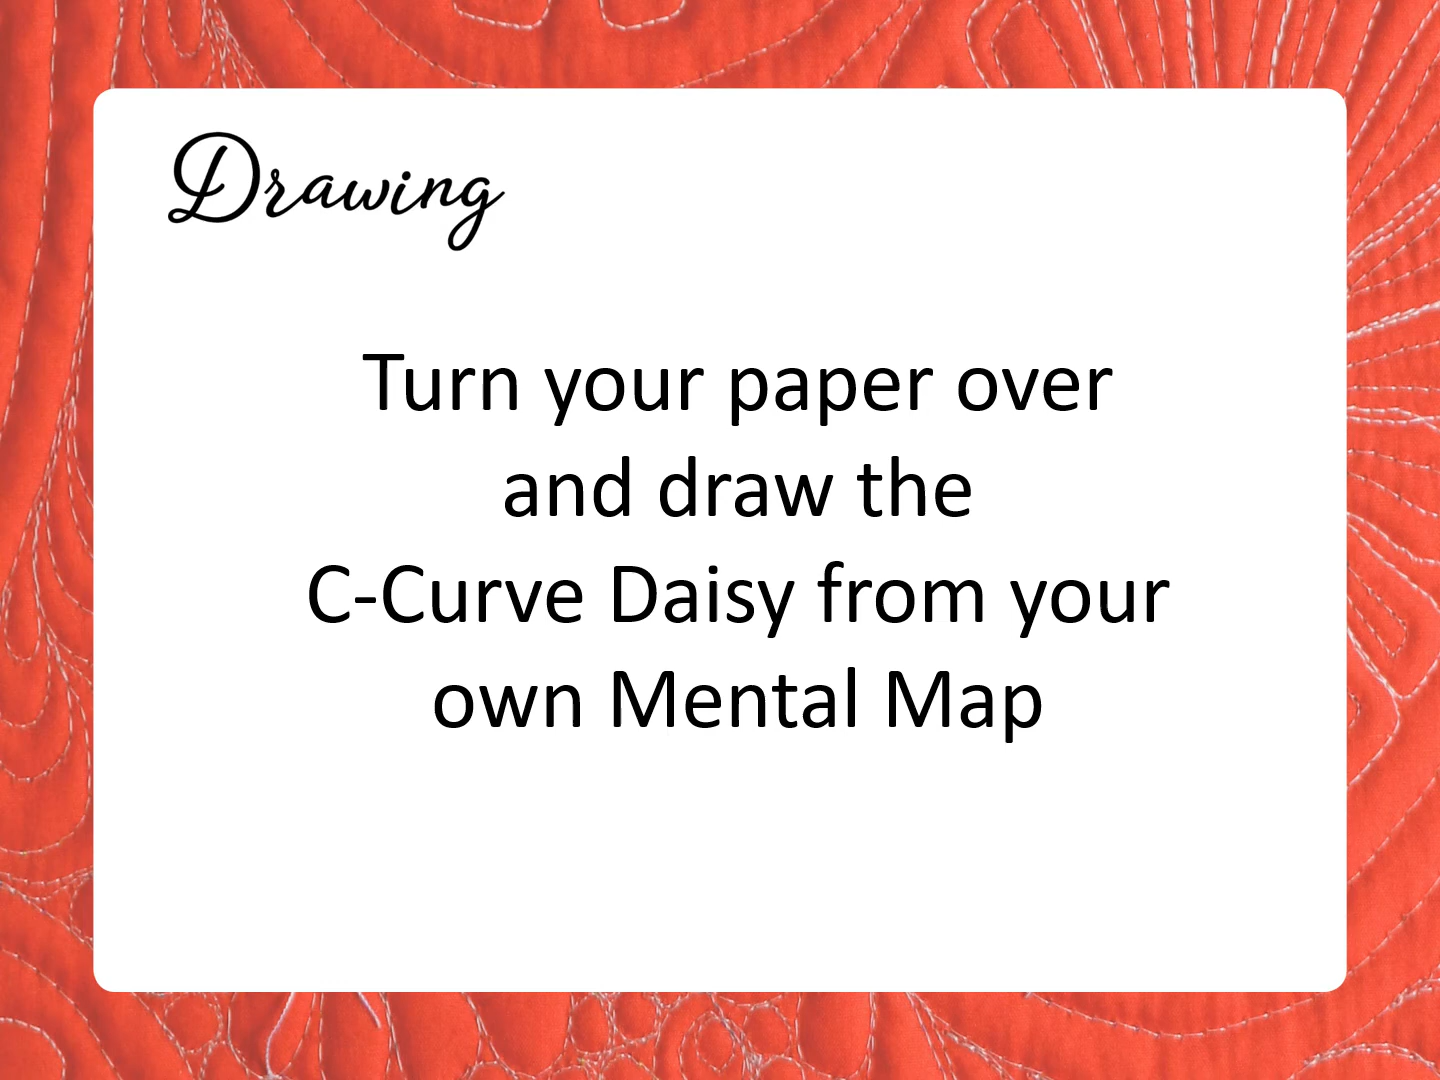 Drawing
Turn your paper over
and draw the
C-Curve Daisy from your
own Mental Map